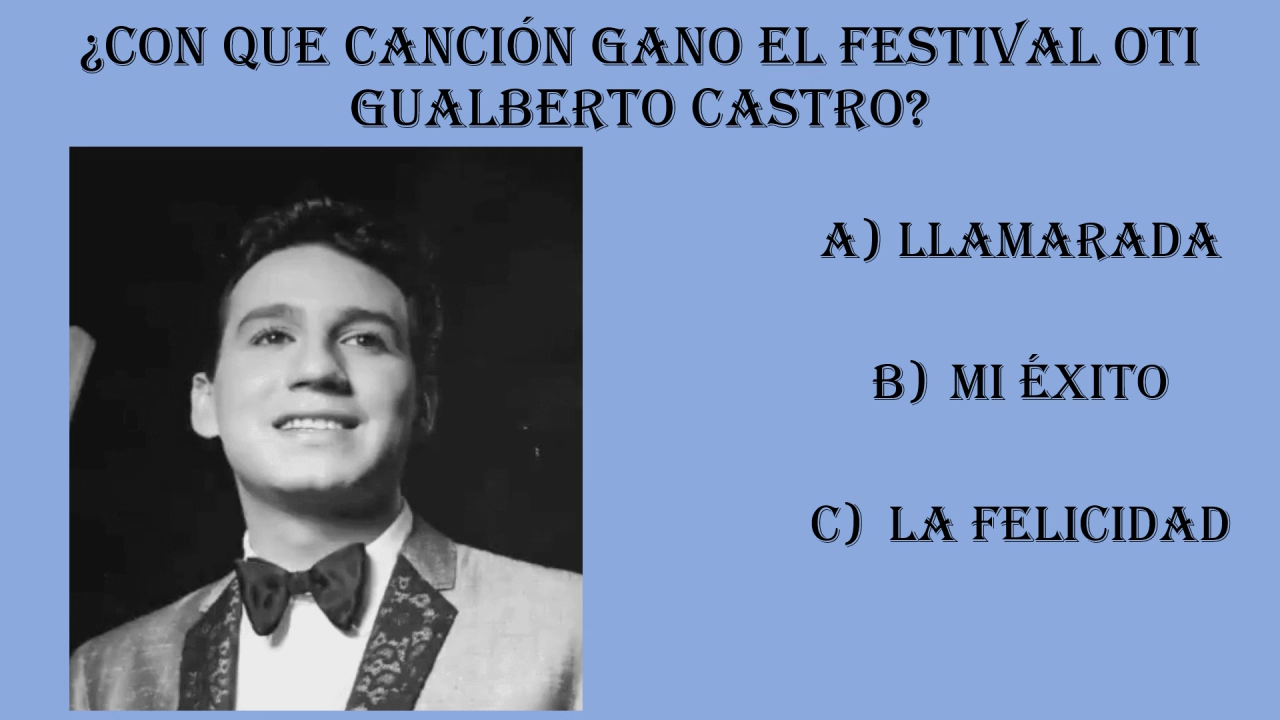 ¿CON QUE CANCIÓN GANO EL FESTIVAL OTI
GUALBERTO CASTRO?
A) LLAMARADA
B) MI ÉXITO
C) LA FELICIDAD